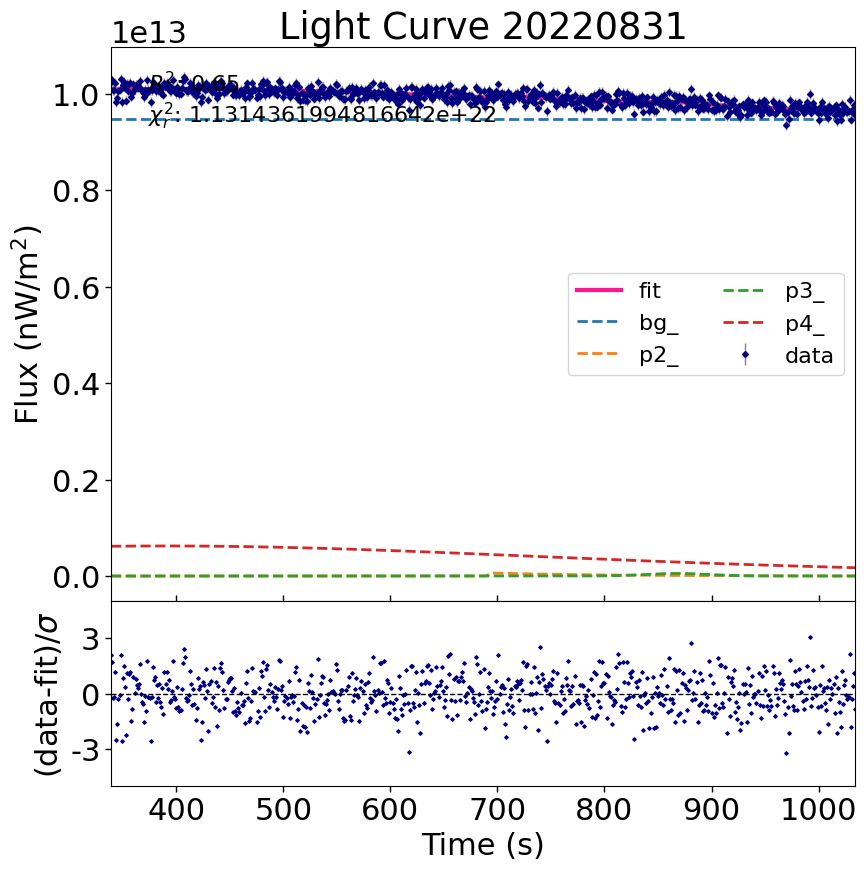 Light Curve 20220831
1e13
R²: 0.65
χ²ᵣ: 1.1314361994816642e+22
1.0
0.8
0.6
0.4
0.2
0.0
Flux (nW/m²)
fit
bg_
p2_
p3_
p4_
data
3
0
-3
(data-fit)/σ
400 500 600 700 800 900 1000
Time (s)